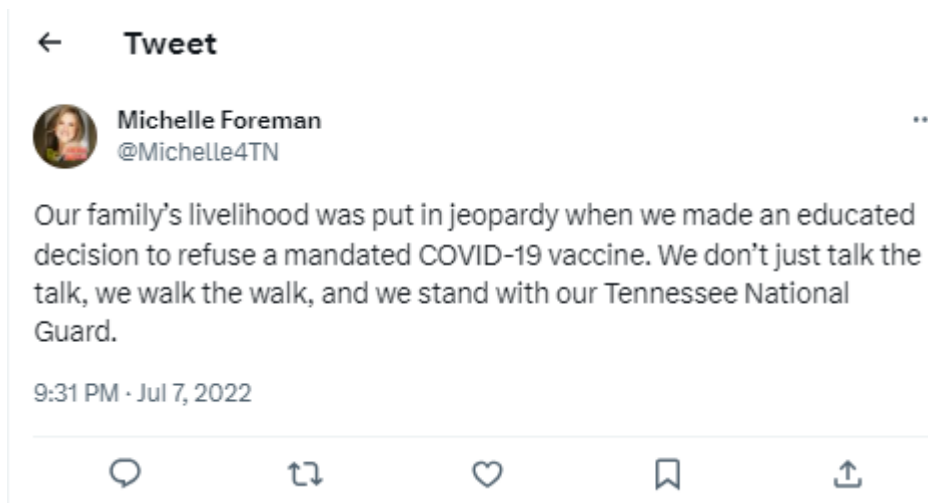 Tweet
Michelle Foreman
@Michelle4TN
Our family’s livelihood was put in jeopardy when we made an educated
decision to refuse a mandated COVID-19 vaccine. We don’t just talk the
talk, we walk the walk, and we stand with our Tennessee National
Guard.
9:31 PM · Jul 7, 2022